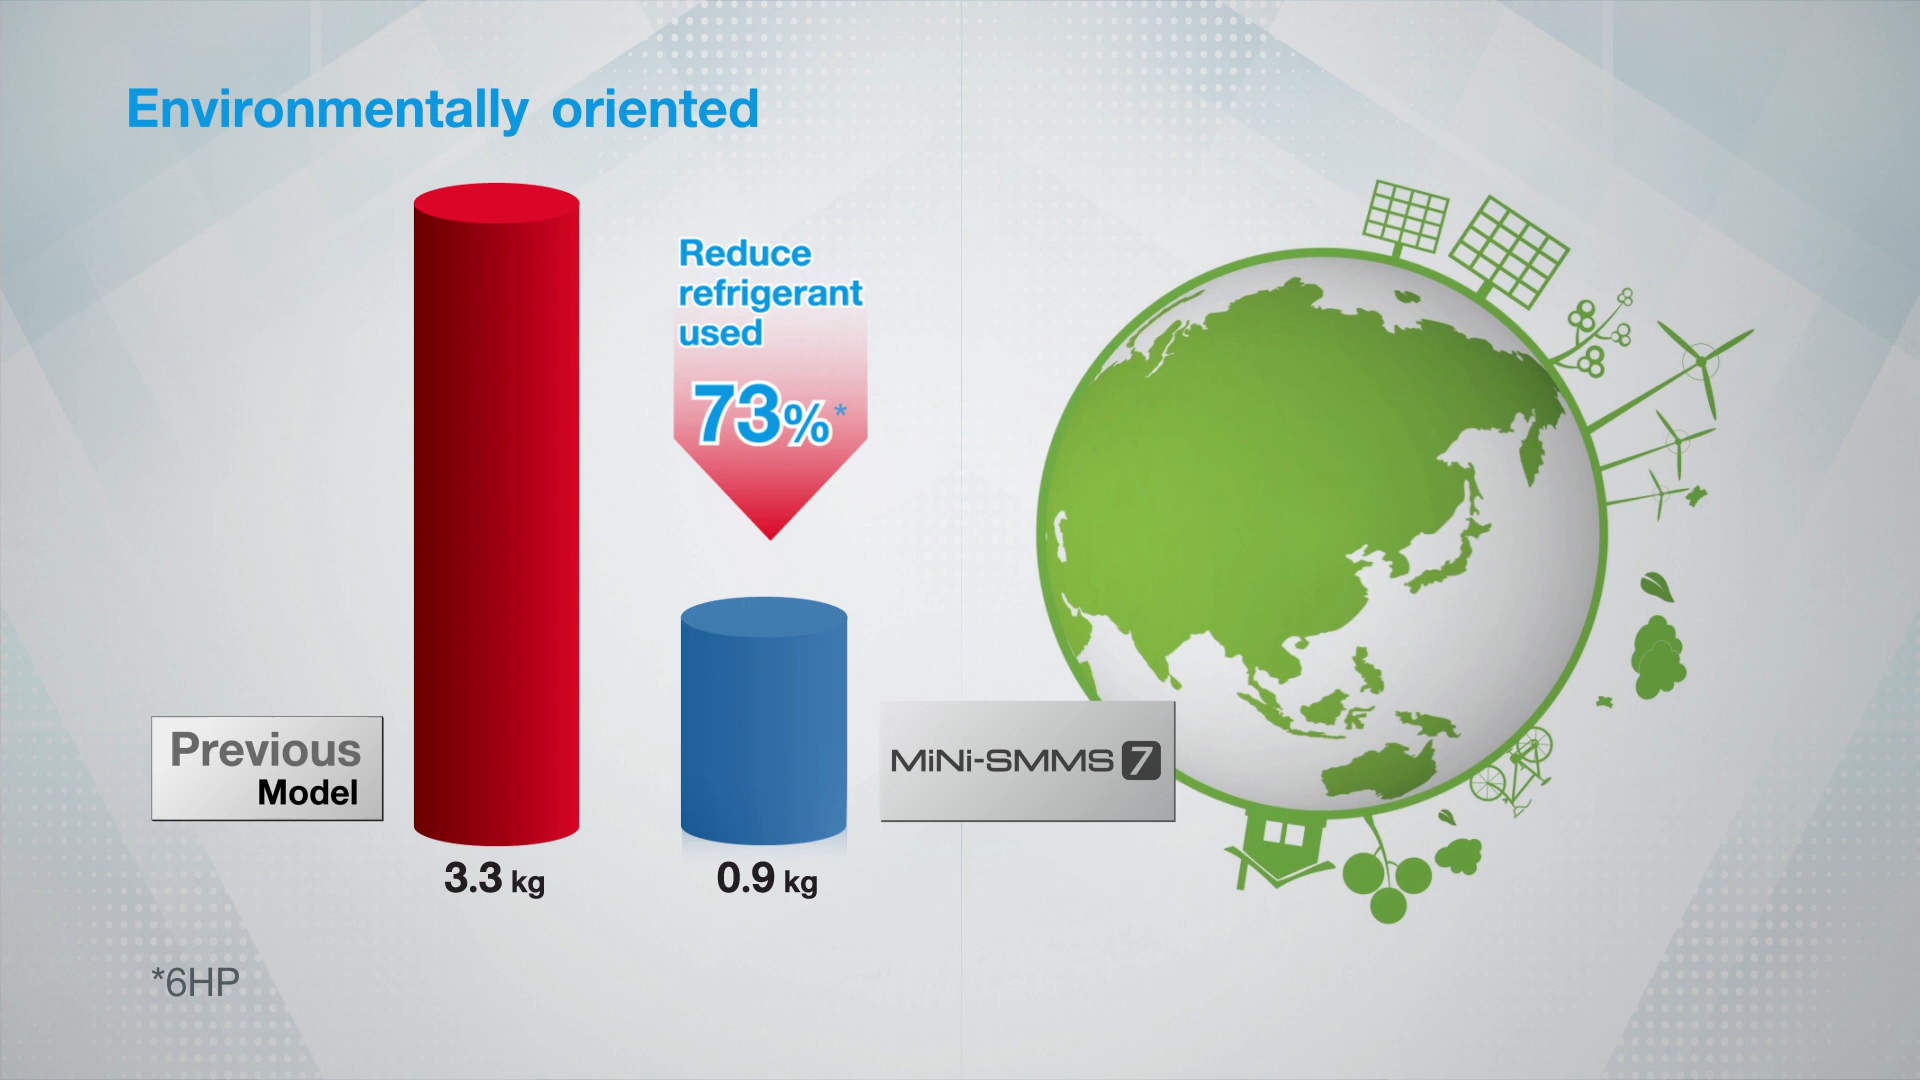 Environmentally oriented
Reduce
refrigerant
used
73%*
Previous
Model
MiNi-SMMS 7
3.3 kg
0.9 kg
*6HP